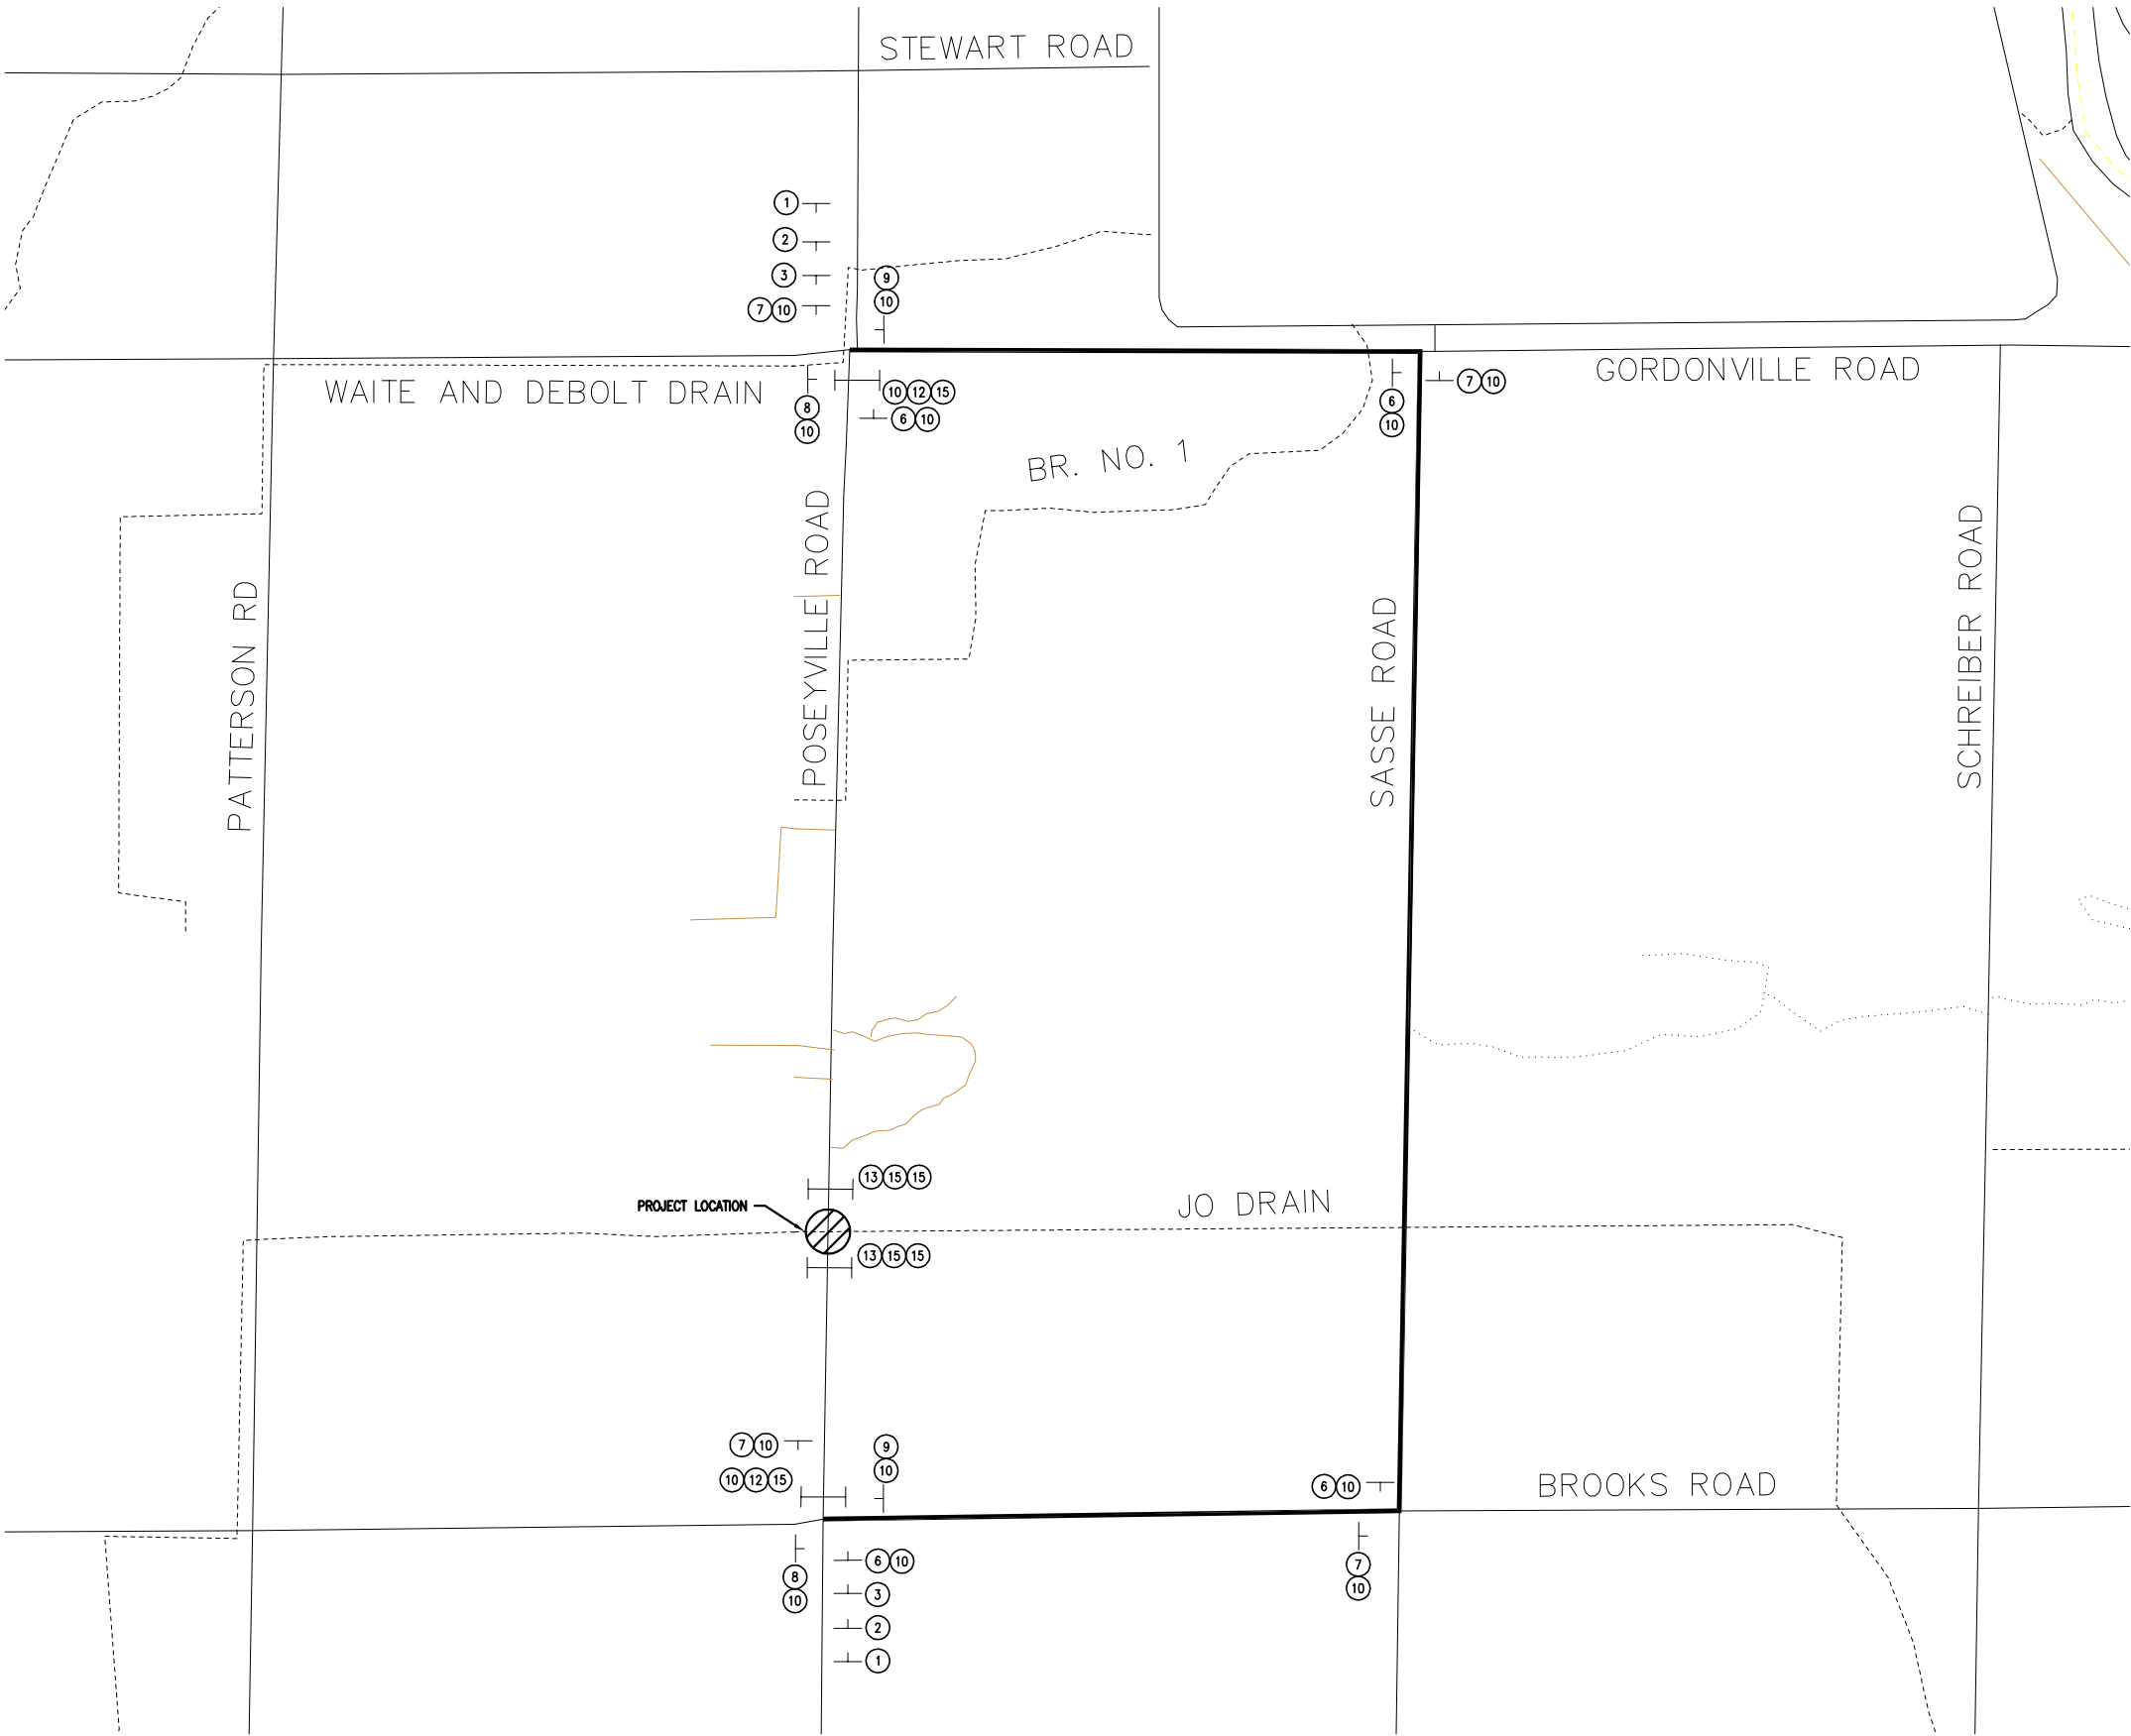 STEWART ROAD
1
2
3
7 10
9
10
WAITE AND DEBOLT DRAIN
8
10
10 12 15
6 10
6
10
7 10
GORDONVILLE ROAD
BR. NO. 1
PATTERSON RD
POSEYVILLE ROAD
SASSE ROAD
SCHREIBER ROAD
13 15 15
PROJECT LOCATION
JO DRAIN
13 15 15
7 10
10 12 15
9
10
6 10
BROOKS ROAD
8
10
6 10
3
2
1
7
10